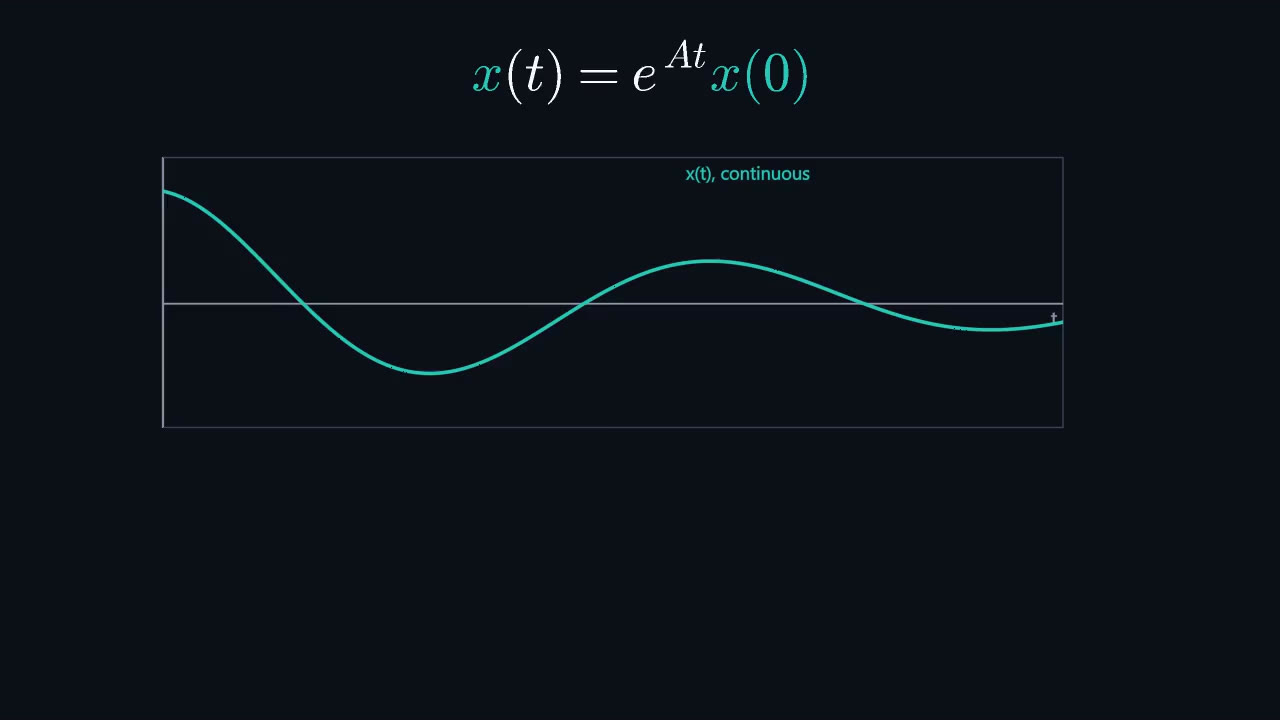 x(t) = e^{At}x(0)
x(t), continuous
t